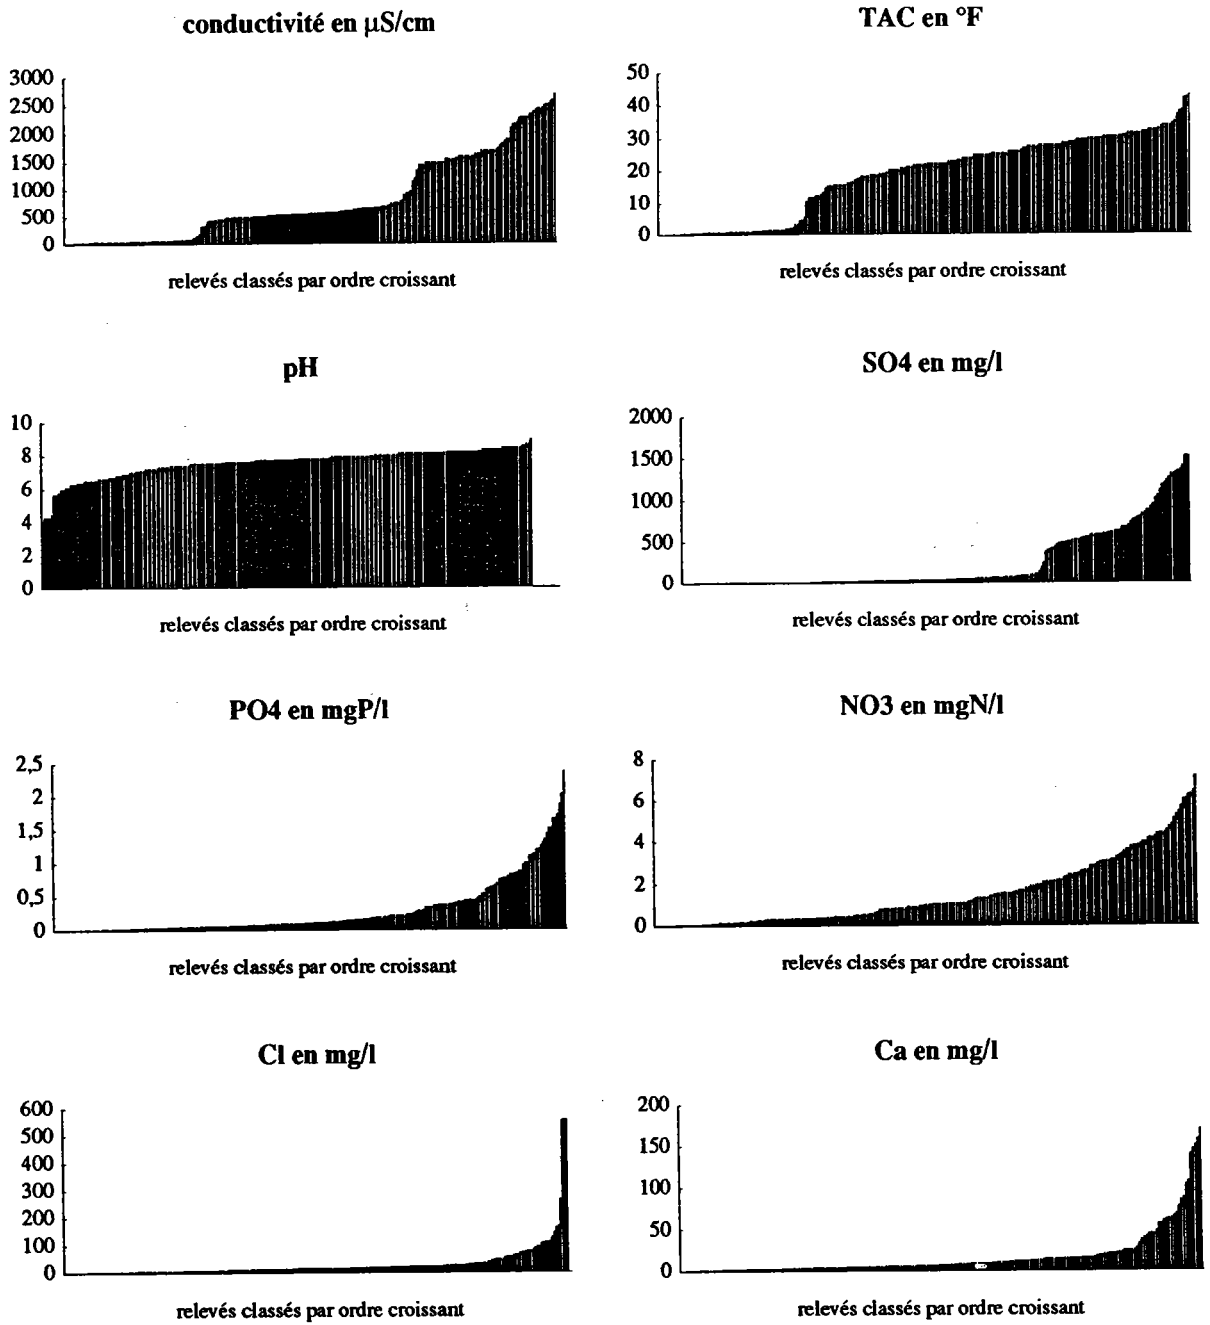 conductivité en µS/cm
3000
2500
2000
1500
1000
500
0
relevés classés par ordre croissant
TAC en °F
50
40
30
20
10
0
relevés classés par ordre croissant
pH
10
8
6
4
2
0
relevés classés par ordre croissant
SO4 en mg/l
2000
1500
1000
500
0
relevés classés par ordre croissant
PO4 en mgP/l
2,5
2
1,5
1
0,5
0
relevés classés par ordre croissant
NO3 en mgN/l
8
6
4
2
0
relevés classés par ordre croissant
Cl en mg/l
600
500
400
300
200
100
0
relevés classés par ordre croissant
Ca en mg/l
200
150
100
50
0
relevés classés par ordre croissant